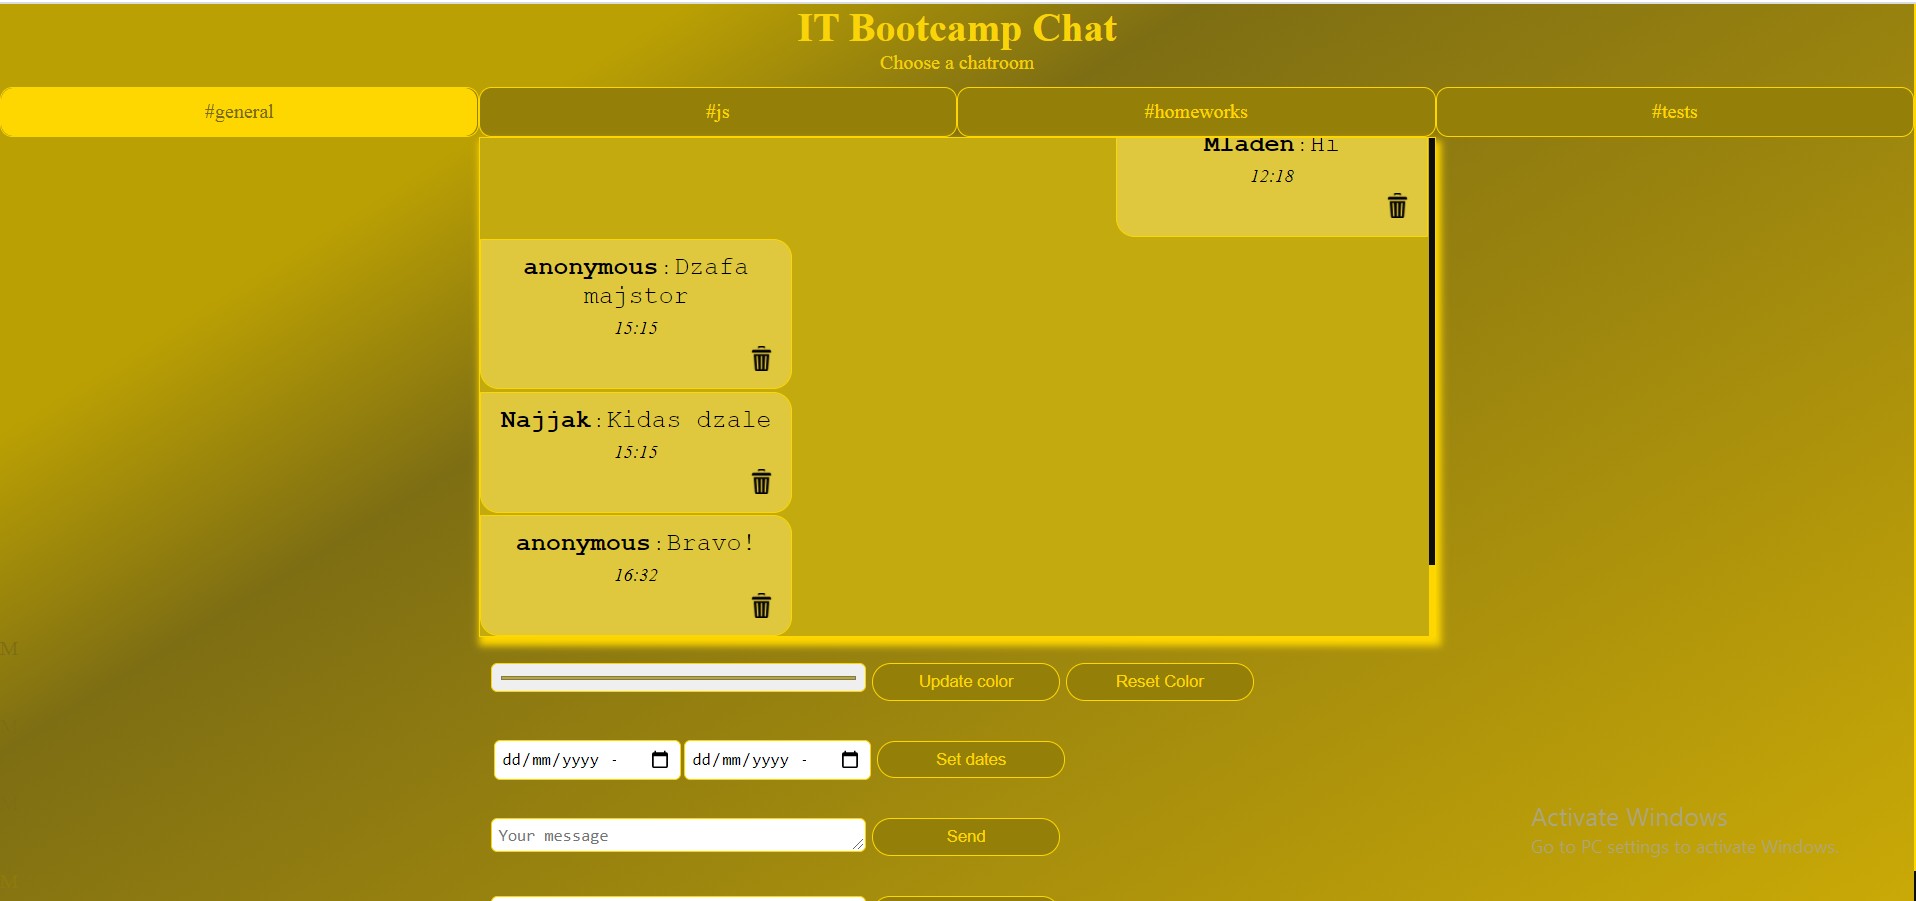 IT Bootcamp Chat
Choose a chatroom
#general
#js
#homeworks
#tests
Mladen:Hi
12:18
anonymous:Dzafa
majstor
15:15
Najjak:Kidas dzale
15:15
anonymous:Bravo!
16:32
M
Update color
Reset Color
dd/mm/yyyy -
dd/mm/yyyy -
Set dates
Your message
Send
Activate Windows
Go to PC settings to activate Windows.
M